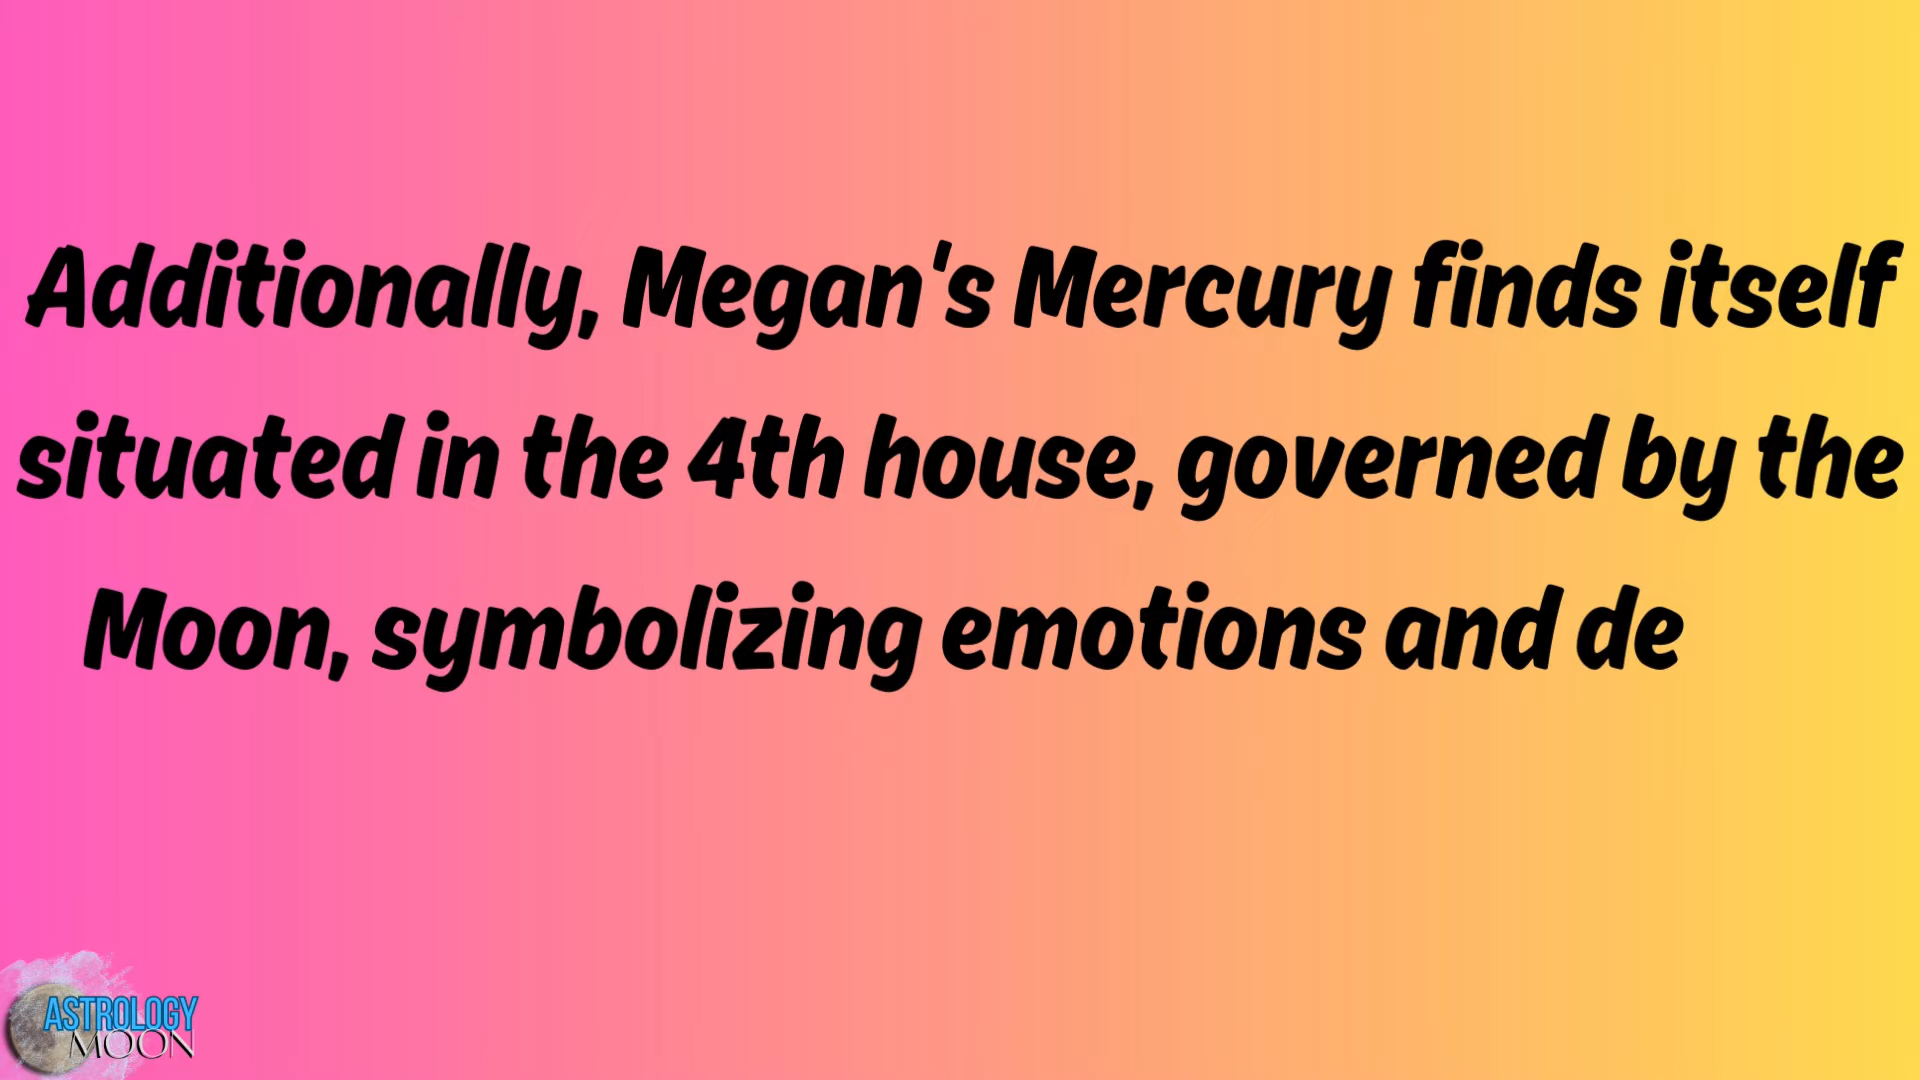 Additionally, Megan's Mercury finds itself
situated in the 4th house, governed by the
Moon, symbolizing emotions and de
ASTROLOGY
MOON